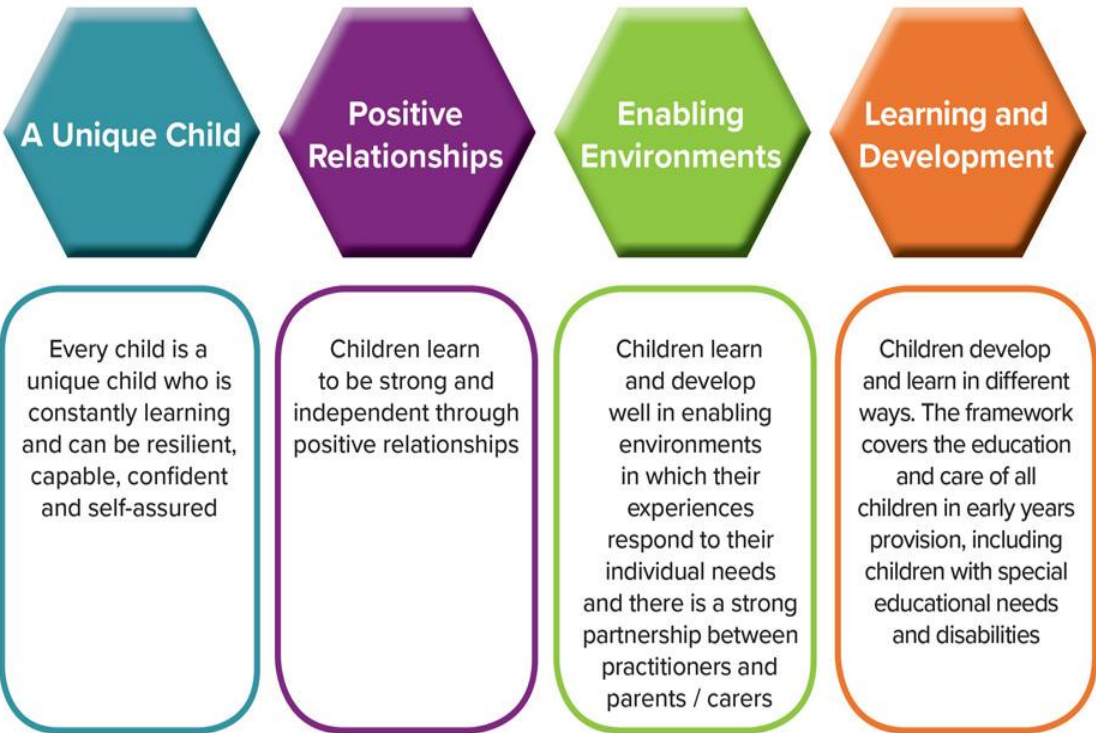 A Unique Child
Positive
Relationships
Enabling
Environments
Learning and
Development
Every child is a
unique child who is
constantly learning
and can be resilient,
capable, confident
and self-assured
Children learn
to be strong and
independent through
positive relationships
Children learn
and develop
well in enabling
environments
in which their
experiences
respond to their
individual needs
and there is a strong
partnership between
practitioners and
parents / carers
Children develop
and learn in different
ways. The framework
covers the education
and care of all
children in early years
provision, including
children with special
educational needs
and disabilities